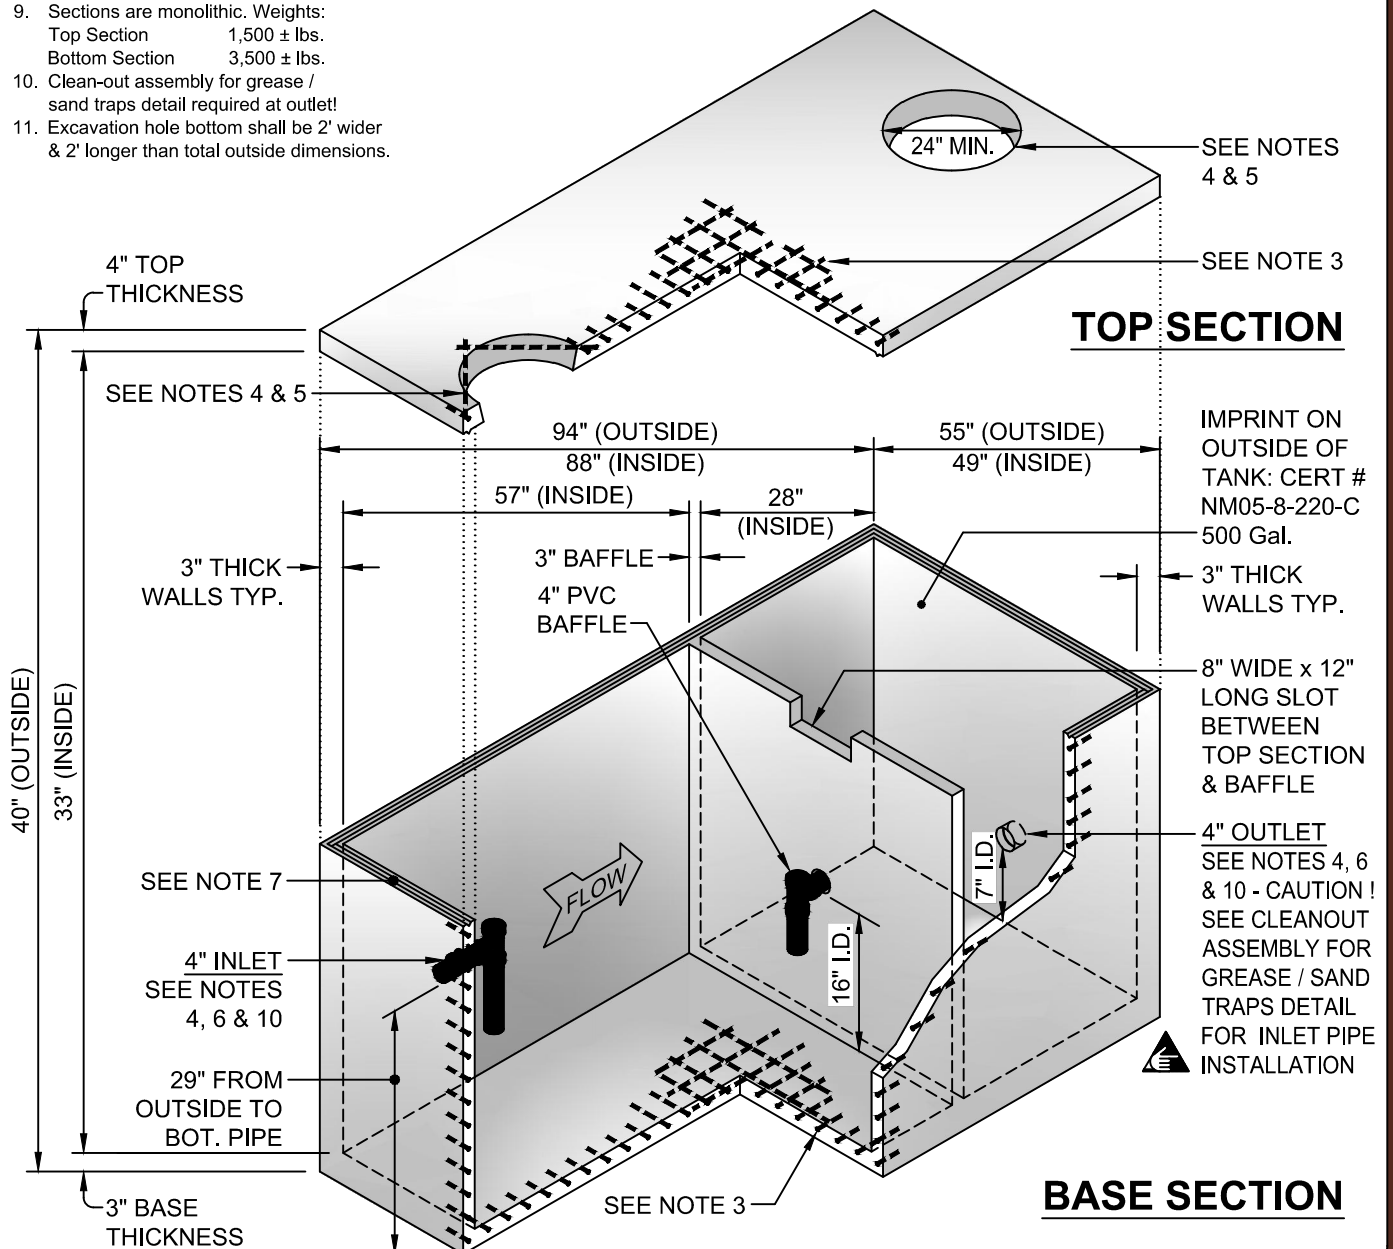 9. Sections are monolithic. Weights:
Top Section 1,500 ± lbs.
Bottom Section 3,500 ± lbs.
10. Clean-out assembly for grease /
sand traps detail required at outlet!
11. Excavation hole bottom shall be 2' wider
& 2' longer than total outside dimensions.
24" MIN.
SEE NOTES
4 & 5
SEE NOTE 3
TOP SECTION
4" TOP
THICKNESS
SEE NOTES 4 & 5
94" (OUTSIDE)
88" (INSIDE)
55" (OUTSIDE)
49" (INSIDE)
57" (INSIDE)
28"
(INSIDE)
IMPRINT ON
OUTSIDE OF
TANK: CERT #
NM05-8-220-C
500 Gal.
3" THICK
WALLS TYP.
3" BAFFLE
4" PVC
BAFFLE
3" THICK
WALLS TYP.
8" WIDE x 12"
LONG SLOT
BETWEEN
TOP SECTION
& BAFFLE
40" (OUTSIDE)
33" (INSIDE)
SEE NOTE 7
FLOW
4" INLET
SEE NOTES
4, 6 & 10
7" I.D.
16" I.D.
4" OUTLET
SEE NOTES 4, 6
& 10 - CAUTION !
SEE CLEANOUT
ASSEMBLY FOR
GREASE / SAND
TRAPS DETAIL
FOR INLET PIPE
INSTALLATION
29" FROM
OUTSIDE TO
BOT. PIPE
3" BASE
THICKNESS
SEE NOTE 3
BASE SECTION